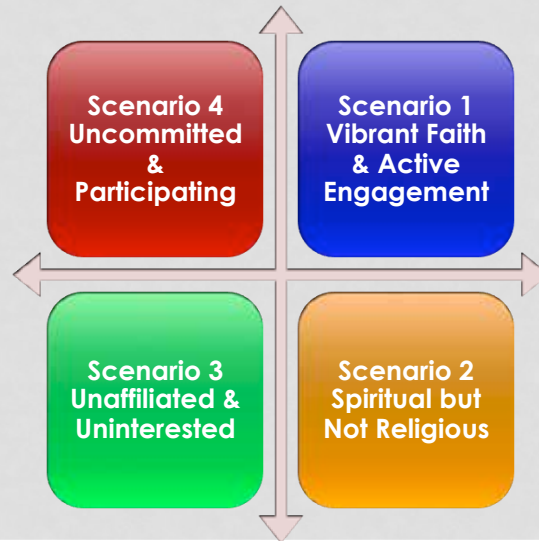 Scenario 4
Uncommitted
&
Participating
Scenario 1
Vibrant Faith
& Active
Engagement
Scenario 3
Unaffiliated &
Uninterested
Scenario 2
Spiritual but
Not Religious